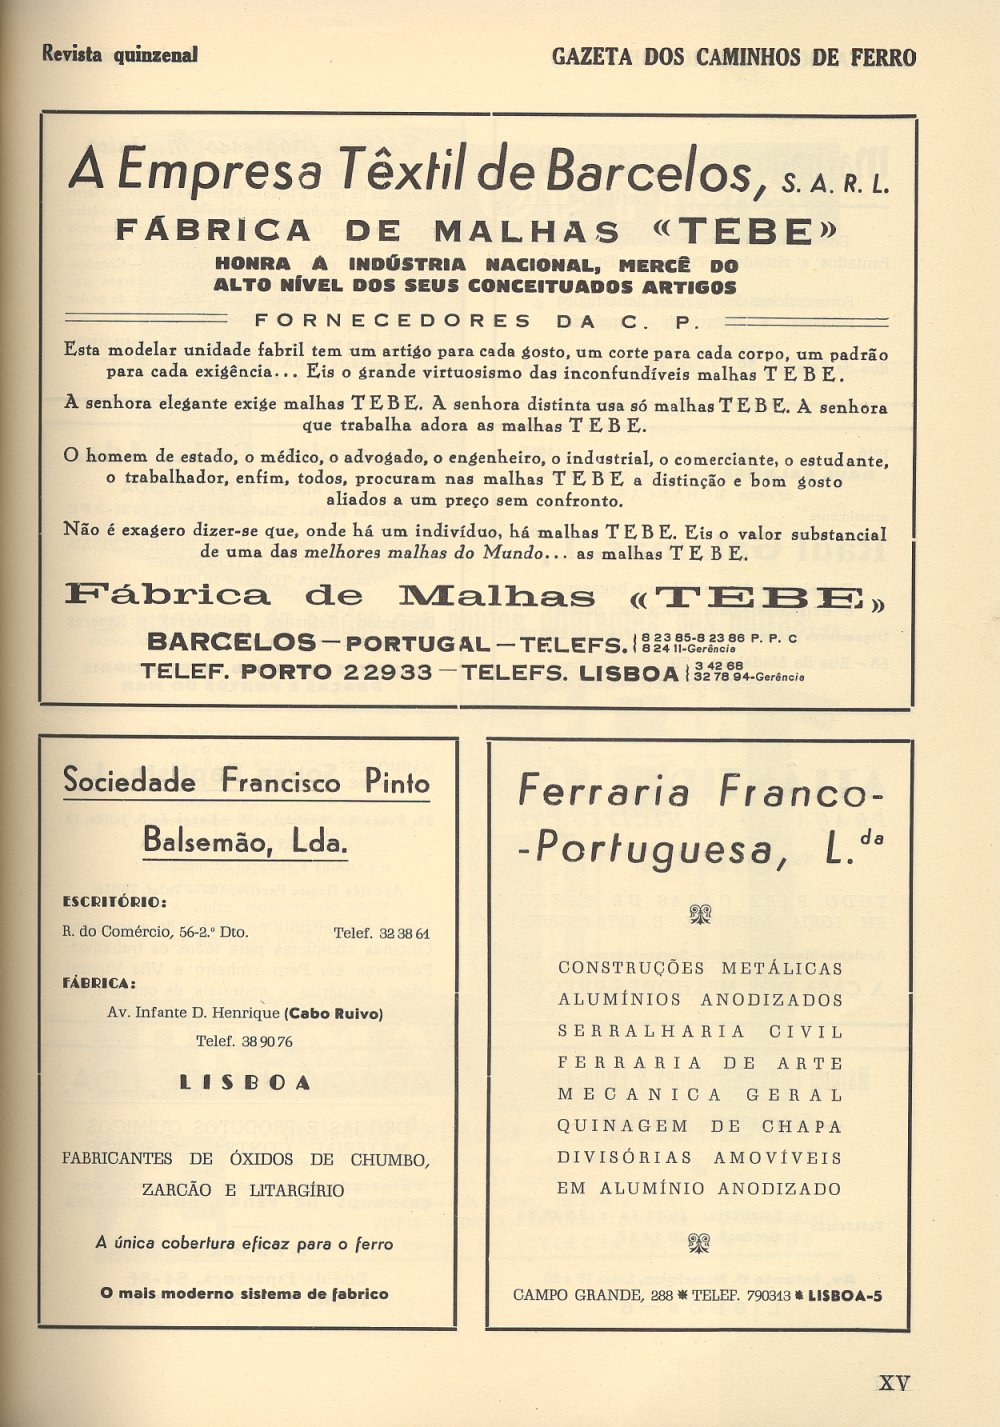 Revista quinzenal
GAZETA DOS CAMINHOS DE FERRO
A Empresa Têxtil de Barcelos, S. A. R. L.
FÁBRICA DE MALHAS «TEBE»
HONRA A INDÚSTRIA NACIONAL, MERCÊ DO
ALTO NÍVEL DOS SEUS CONCEITUADOS ARTIGOS
FORNECEDORES DA C. P.
Esta modelar unidade fabril tem um artigo para cada gosto, um corte para cada corpo, um padrão
para cada exigência... Eis o grande virtuosismo das inconfundíveis malhas TEBE.
A senhora elegante exige malhas TEBE. A senhora distinta usa só malhas TEBE. A senhora
que trabalha adora as malhas TEBE.
O homem de estado, o médico, o advogado, o engenheiro, o industrial, o comerciante, o estudante,
o trabalhador, enfim, todos, procuram nas malhas TEBE a distinção e bom gosto
aliados a um preço sem confronto.
Não é exagero dizer-se que, onde há um indivíduo, há malhas TEBE. Eis o valor substancial
de uma das melhores malhas do Mundo... as malhas TEBE.
Fábrica de Malhas «TEBE»
BARCELOS — PORTUGAL — TELEFS. 8 23 85-8 23 86 P. P. C
8 24 11-Gerência
TELEF. PORTO 22933 — TELEFS. LISBOA 3 42 68
32 78 94-Gerência
Sociedade Francisco Pinto
Balsemão, Lda.
ESCRITÓRIO:
R. do Comércio, 56-2.º Dto. Telef. 32 38 61
FÁBRICA:
Av. Infante D. Henrique (Cabo Ruivo)
Telef. 38 90 76
LISBOA
FABRICANTES DE ÓXIDOS DE CHUMBO,
ZARCÃO E LITARGÍRIO
A única cobertura eficaz para o ferro
O mais moderno sistema de fabrico
Ferraria Franco-
-Portuguesa, L.da
CONSTRUÇÕES METÁLICAS
ALUMÍNIOS ANODIZADOS
SERRALHARIA CIVIL
FERRARIA DE ARTE
MECANICA GERAL
QUINAGEM DE CHAPA
DIVISÓRIAS AMOVÍVEIS
EM ALUMÍNIO ANODIZADO
CAMPO GRANDE, 288 * TELEF. 790313 * LISBOA-5
XV